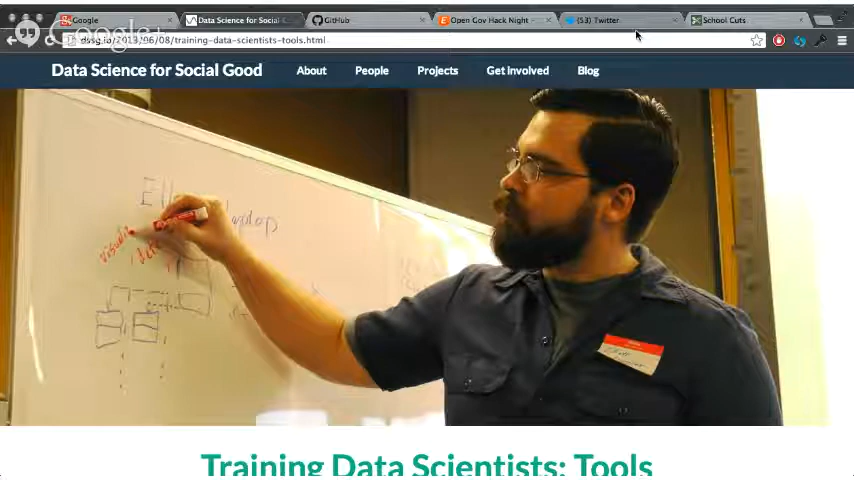 Google
Data Science for Social G
GitHub
Open Gov Hack Night -
(53) Twitter
School Cuts
Google+
dssg.io/2013/06/08/training-data-scientists-tools.html
Data Science for Social Good
About
People
Projects
Get Involved
Blog
Training Data Scientists: Tools